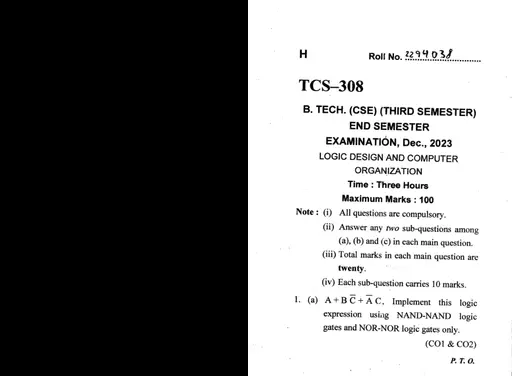 H Roll No. 2294038
TCS–308
B. TECH. (CSE) (THIRD SEMESTER)
END SEMESTER
EXAMINATION, Dec., 2023
LOGIC DESIGN AND COMPUTER
ORGANIZATION
Time : Three Hours
Maximum Marks : 100
Note : (i) All questions are compulsory.
(ii) Answer any two sub-questions among
(a), (b) and (c) in each main question.
(iii) Total marks in each main question are
twenty.
(iv) Each sub-question carries 10 marks.
1. (a) A + B C̅ + A̅ C, Implement this logic
expression using NAND-NAND logic
gates and NOR-NOR logic gates only.
(CO1 & CO2)
P. T. O.